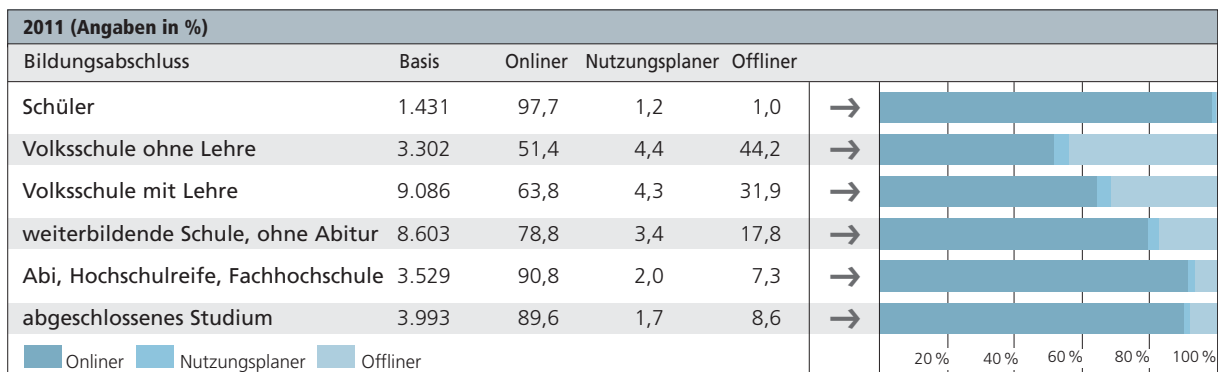 2011 (Angaben in %)
Bildungsabschluss Basis Onliner Nutzungsplaner Offliner
Schüler 1.431 97,7 1,2 1,0
Volksschule ohne Lehre 3.302 51,4 4,4 44,2
Volksschule mit Lehre 9.086 63,8 4,3 31,9
weiterbildende Schule, ohne Abitur 8.603 78,8 3,4 17,8
Abi, Hochschulreife, Fachhochschule 3.529 90,8 2,0 7,3
abgeschlossenes Studium 3.993 89,6 1,7 8,6
Onliner Nutzungsplaner Offliner 20 % 40 % 60 % 80 % 100 %